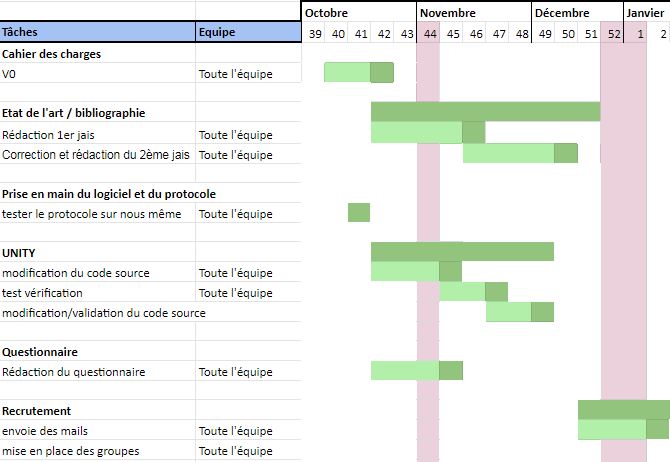 Octobre Novembre Décembre Janvier
Tâches Equipe 39 40 41 42 43 44 45 46 47 48 49 50 51 52 1 2
Cahier des charges
V0 Toute l'équipe
Etat de l'art / bibliographie
Rédaction 1er jais Toute l'équipe
Correction et rédaction du 2ème jais Toute l'équipe
Prise en main du logiciel et du protocole
tester le protocole sur nous même Toute l'équipe
UNITY
modification du code source Toute l'équipe
test vérification Toute l'équipe
modification/validation du code source
Questionnaire
Rédaction du questionnaire Toute l'équipe
Recrutement
envoie des mails Toute l'équipe
mise en place des groupes Toute l'équipe